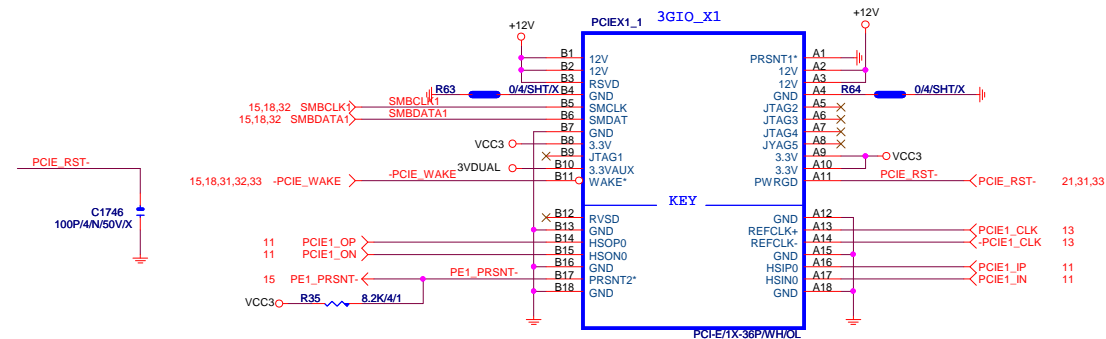 3GIO_X1
PCIEX1_1
+12V
+12V
B1 12V PRSNT1* A1
B2 12V 12V A2
B3 RSVD 12V A3
R63 0/4/SHT/X B4 GND GND A4 R64 0/4/SHT/X
15,18,32 SMBCLK1 SMBCLK1 B5 SMCLK JTAG2 A5
15,18,32 SMBDATA1 SMBDATA1 B6 SMDAT JTAG3 A6
B7 GND JTAG4 A7
VCC3 B8 3.3V JYAG5 A8
B9 JTAG1 3.3V A9 VCC3
3VDUAL B10 3.3VAUX 3.3V A10
15,18,31,32,33 -PCIE_WAKE -PCIE_WAKE B11 WAKE* PWRGD A11 PCIE_RST- PCIE_RST- 21,31,33
PCIE_RST-
KEY
C1746
100P/4/N/50V/X
B12 RVSD GND A12
B13 GND REFCLK+ A13 PCIE1_CLK 13
11 PCIE1_OP B14 HSOP0 REFCLK- A14 -PCIE1_CLK 13
11 PCIE1_ON B15 HSON0 GND A15
B16 GND HSIP0 A16 PCIE1_IP 11
15 PE1_PRSNT- PE1_PRSNT- B17 PRSNT2* HSIN0 A17 PCIE1_IN 11
B18 GND GND A18
VCC3 R35 8.2K/4/1
PCI-E/1X-36P/WH/OL